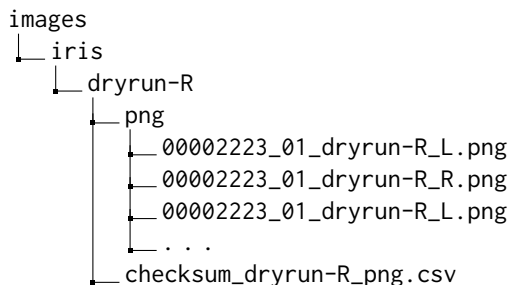 images
iris
dryrun-R
png
00002223_01_dryrun-R_L.png
00002223_01_dryrun-R_R.png
00002223_01_dryrun-R_L.png
...
checksum_dryrun-R_png.csv